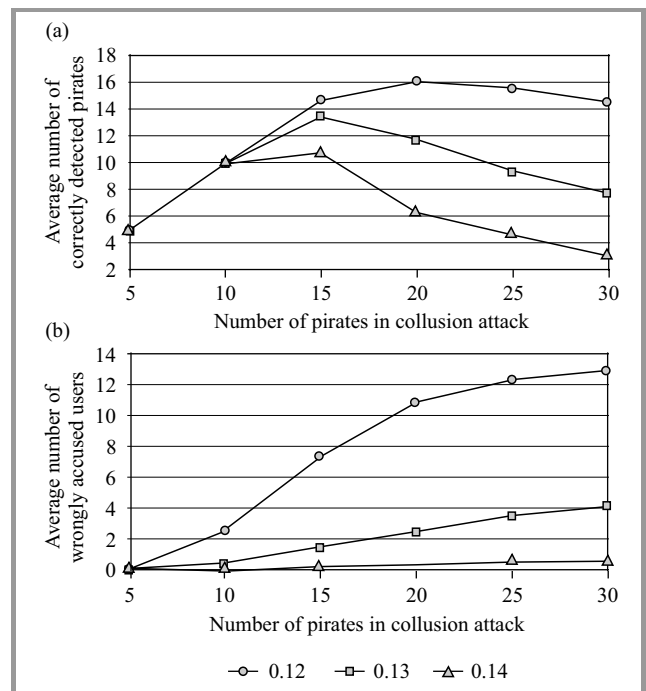 (a)
Average number of
correctly detected pirates
18
16
14
12
10
8
6
4
2
5 10 15 20 25 30
Number of pirates in collusion attack
(b)
Average number of
wrongly accused users
14
12
10
8
6
4
2
0
5 10 15 20 25 30
Number of pirates in collusion attack
0.12 0.13 0.14